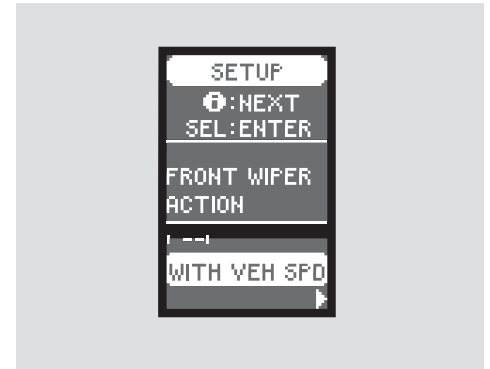 SETUP
i:NEXT
SEL:ENTER
FRONT WIPER
ACTION
WITH VEH SPD